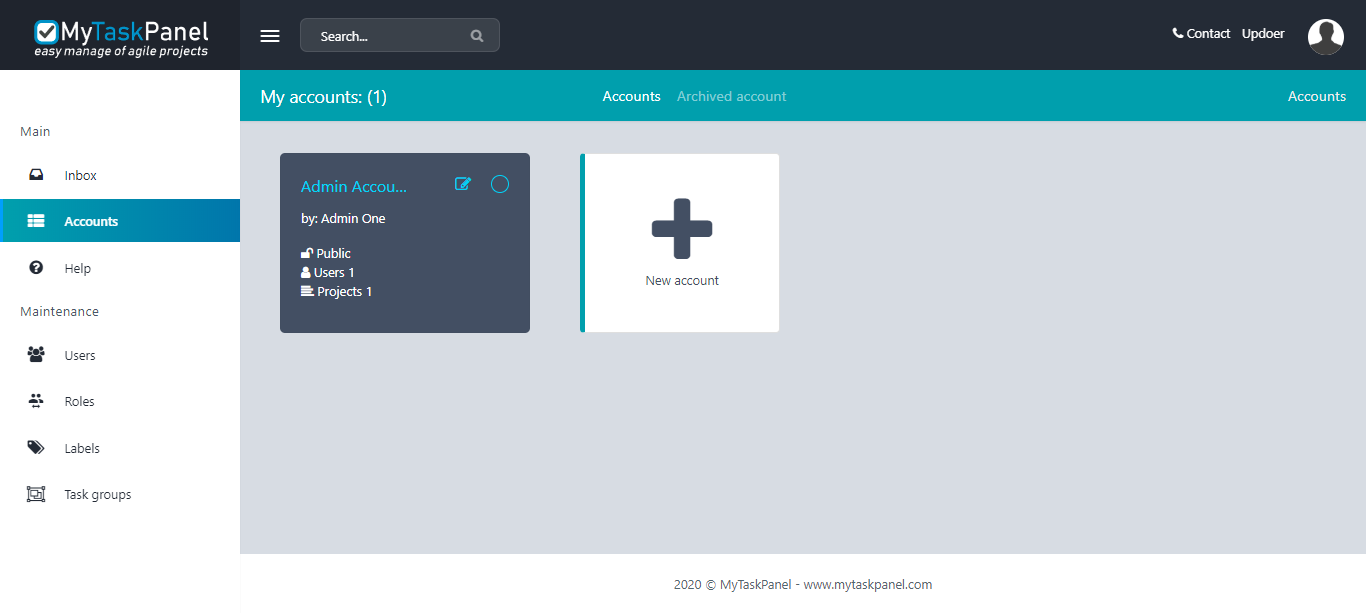 MyTaskPanel
easy manage of agile projects
Search...
Contact Updoer
My accounts: (1)
Accounts Archived account
Accounts
Main
Inbox
Accounts
Help
Maintenance
Users
Roles
Labels
Task groups
Admin Accou...
by: Admin One
Public
Users 1
Projects 1
New account
2020 © MyTaskPanel - www.mytaskpanel.com